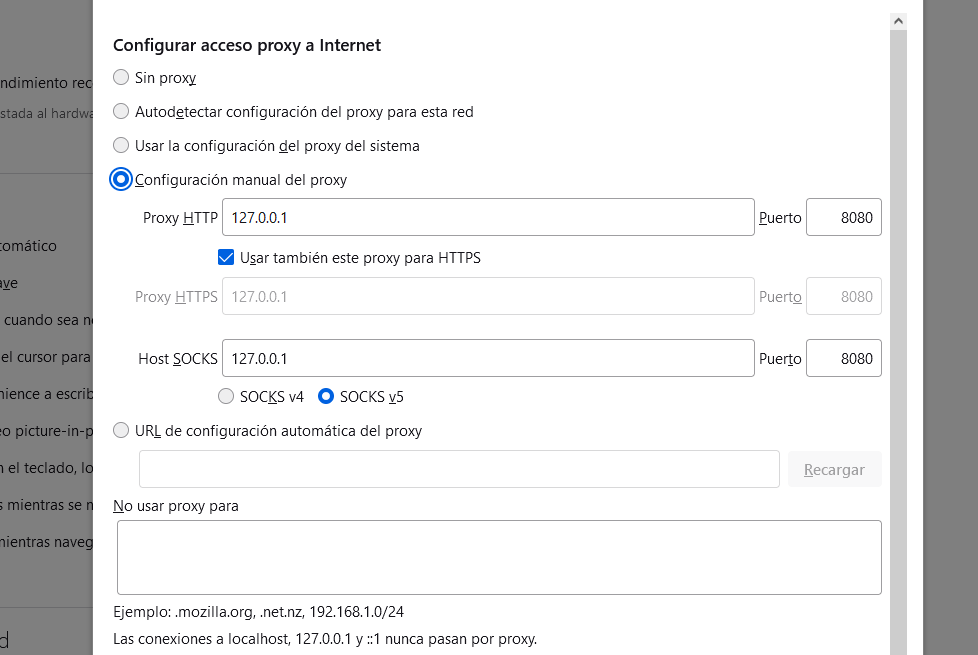 Configurar acceso proxy a Internet
Sin proxy
ndimiento rec
Autodetectar configuración del proxy para esta red
stada al hardwa
Usar la configuración del proxy del sistema
Configuración manual del proxy
Proxy HTTP 127.0.0.1 Puerto 8080
tomático
Usar también este proxy para HTTPS
ave
Proxy HTTPS 127.0.0.1 Puerto 8080
cuando sea ne
el cursor para
Host SOCKS 127.0.0.1 Puerto 8080
nience a escrib
SOCKS v4 SOCKS v5
eo picture-in-p
URL de configuración automática del proxy
n el teclado, lo
Recargar
s mientras se n
No usar proxy para
mientras naveg
Ejemplo: .mozilla.org, .net.nz, 192.168.1.0/24
d
Las conexiones a localhost, 127.0.0.1 y ::1 nunca pasan por proxy.